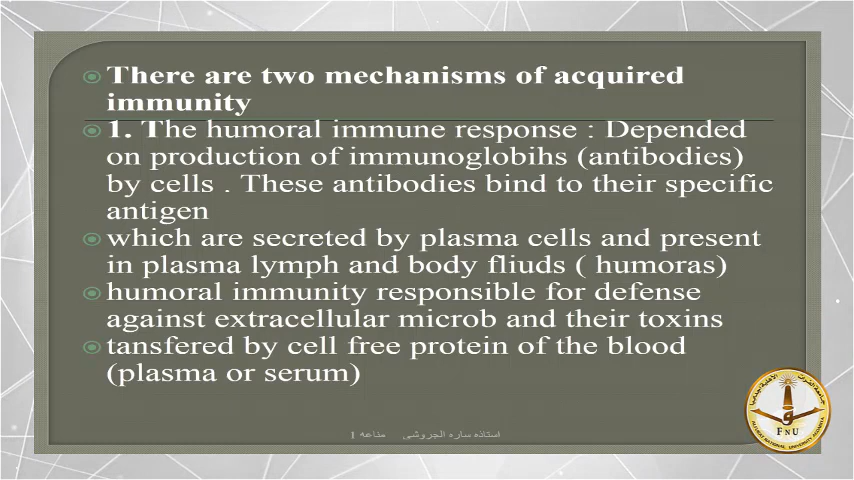 There are two mechanisms of acquired
immunity
1. The humoral immune response : Depended
on production of immunoglobihs (antibodies)
by cells . These antibodies bind to their specific
antigen
which are secreted by plasma cells and present
in plasma lymph and body fliuds ( humoras)
humoral immunity responsible for defense
against extracellular microb and their toxins
tansfered by cell free protein of the blood
(plasma or serum)
استاذه ساره الجروشي مناعه 1
FNU